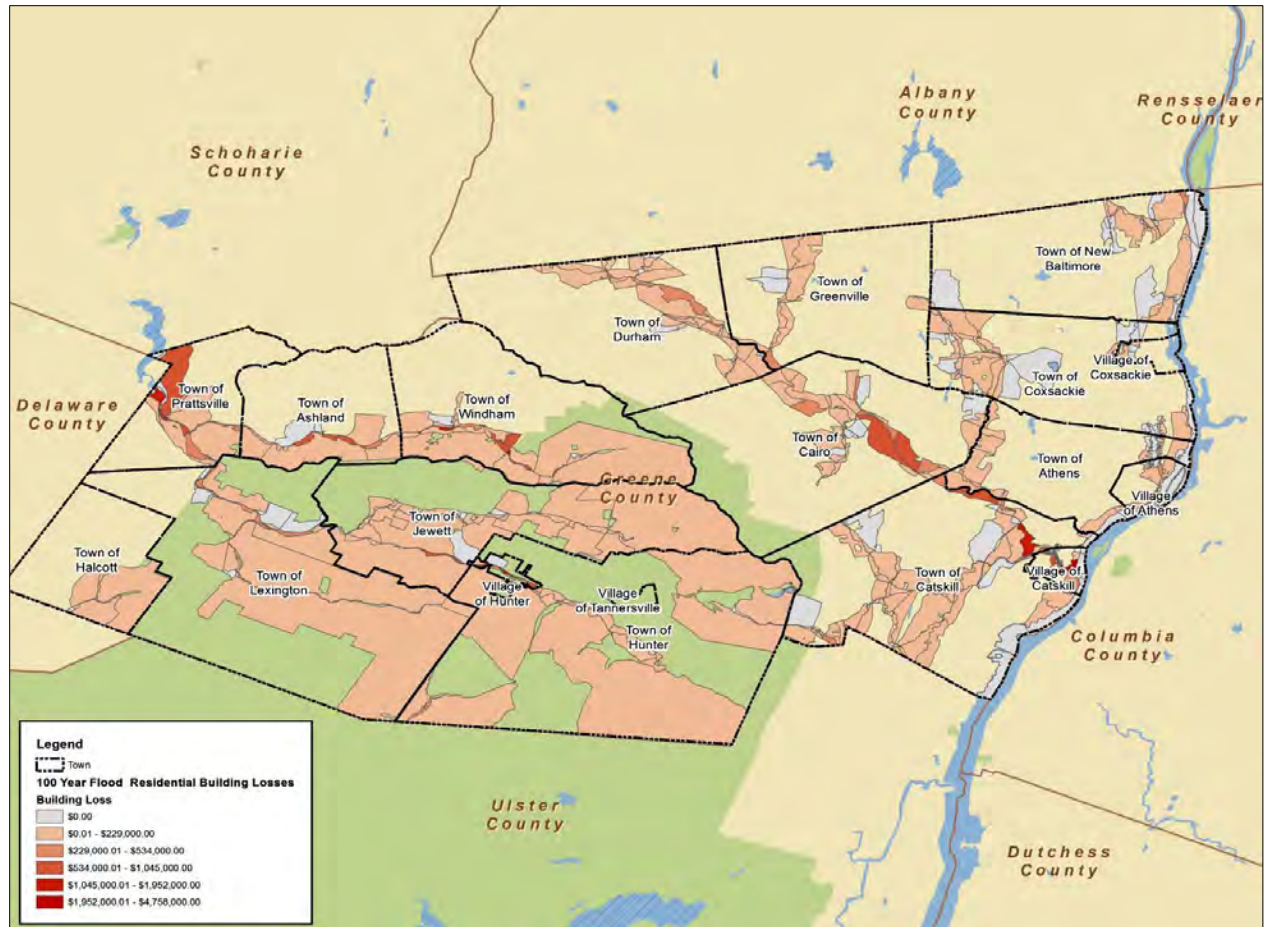 Albany
County
Rensselaer
County
Schoharie
County
Town of New
Baltimore
Town of
Greenville
Town of
Durham
Village of
Coxsackie
Town of
Coxsackie
Delaware
County
Town of
Prattsville
Town of
Ashland
Town of
Windham
Town of
Cairo
Town of
Athens
Greene
County
Village
of Athens
Town of
Jewett
Town of
Halcott
Town of
Lexington
Village
of Hunter
Village
of Tannersville
Town of
Hunter
Town of
Catskill
Village of
Catskill
Columbia
County
Legend
Town
100 Year Flood Residential Building Losses
Building Loss
$0.00
$0.01 - $229,000.00
$229,000.01 - $534,000.00
$534,000.01 - $1,045,000.00
$1,045,000.01 - $1,952,000.00
$1,952,000.01 - $4,758,000.00
Ulster
County
Dutchess
County